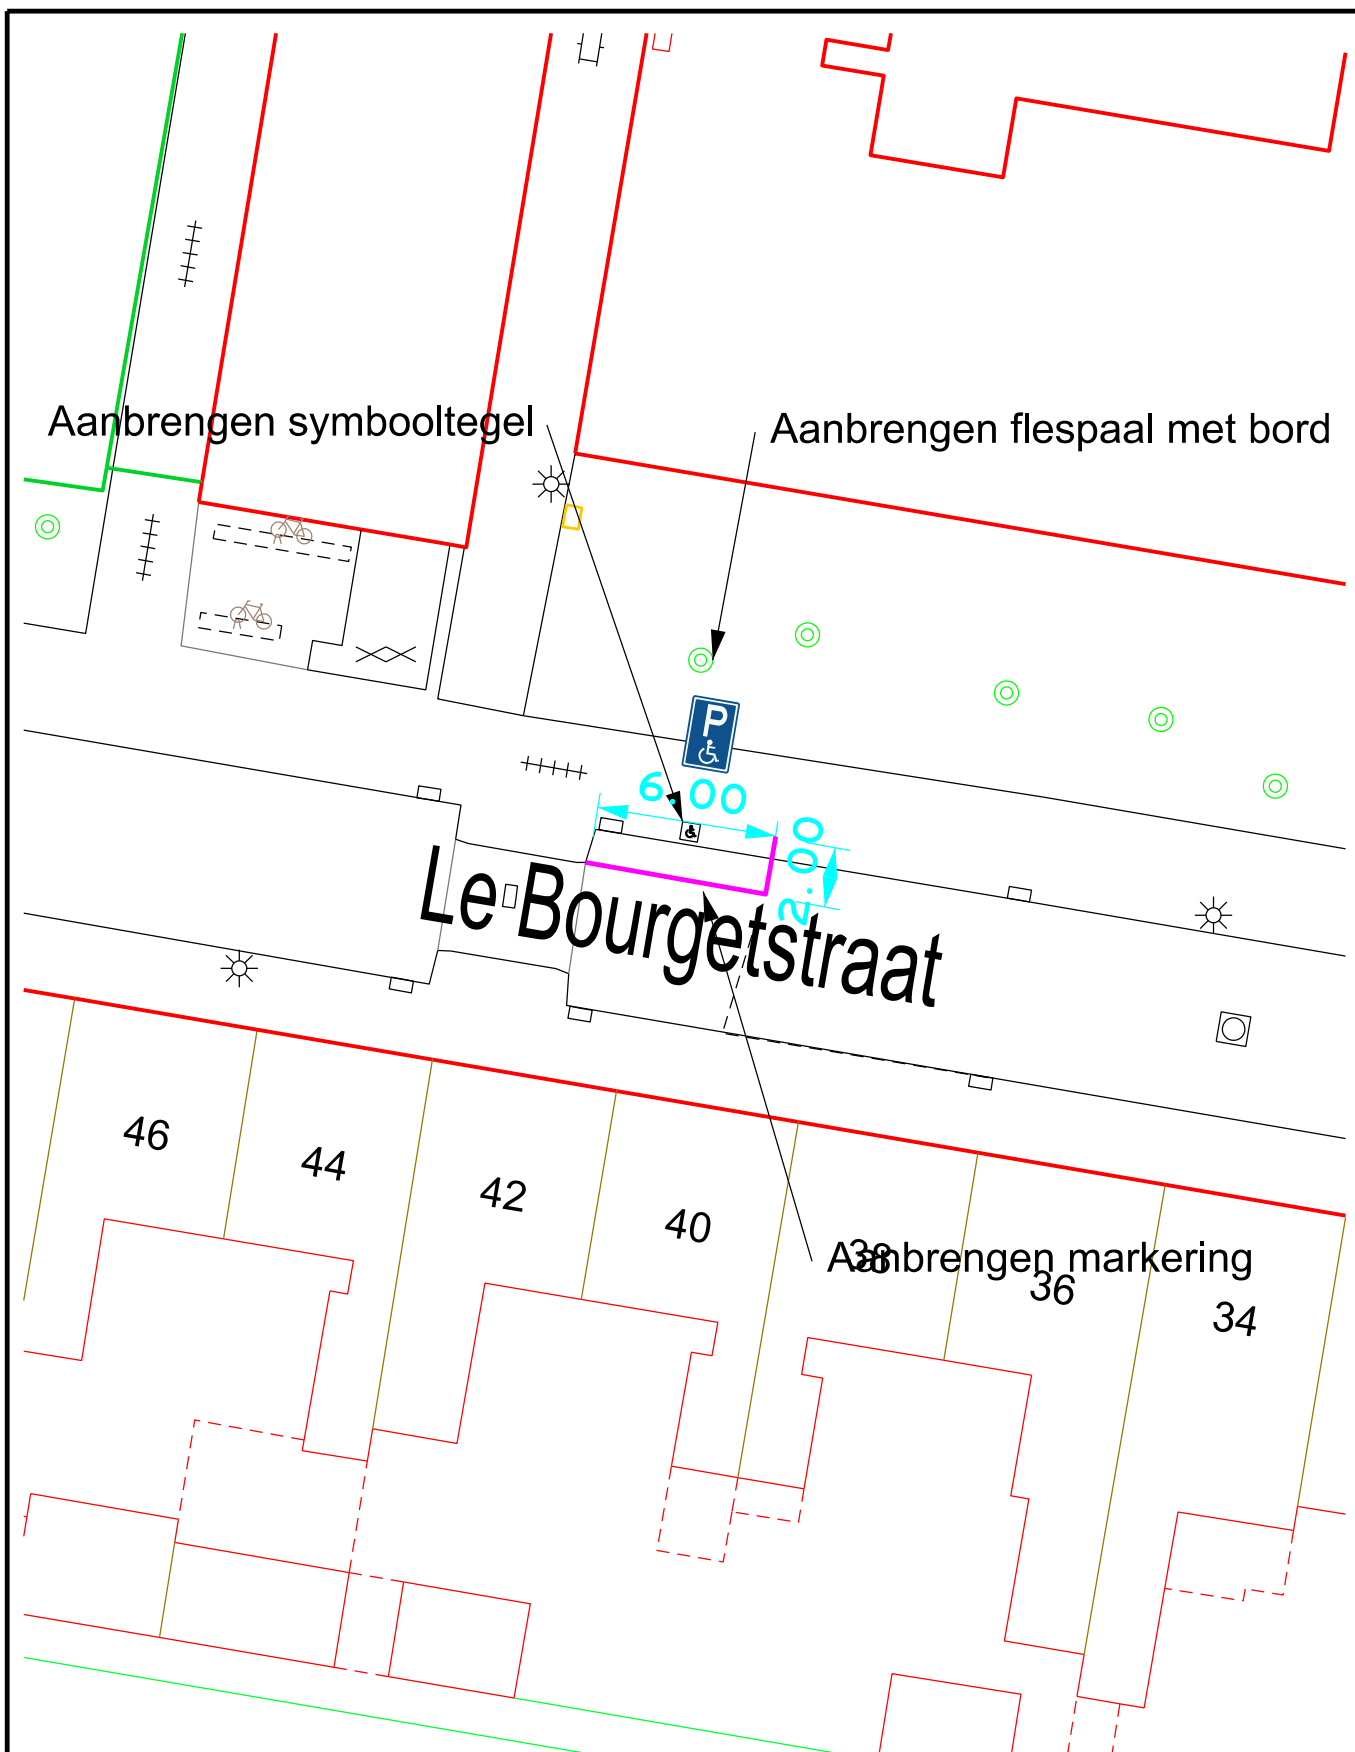 Aanbrengen symbooltegel
Aanbrengen flespaal met bord
P
6.00
2.00
Le Bourgetstraat
46
44
42
40
38
Aanbrengen markering
36
34